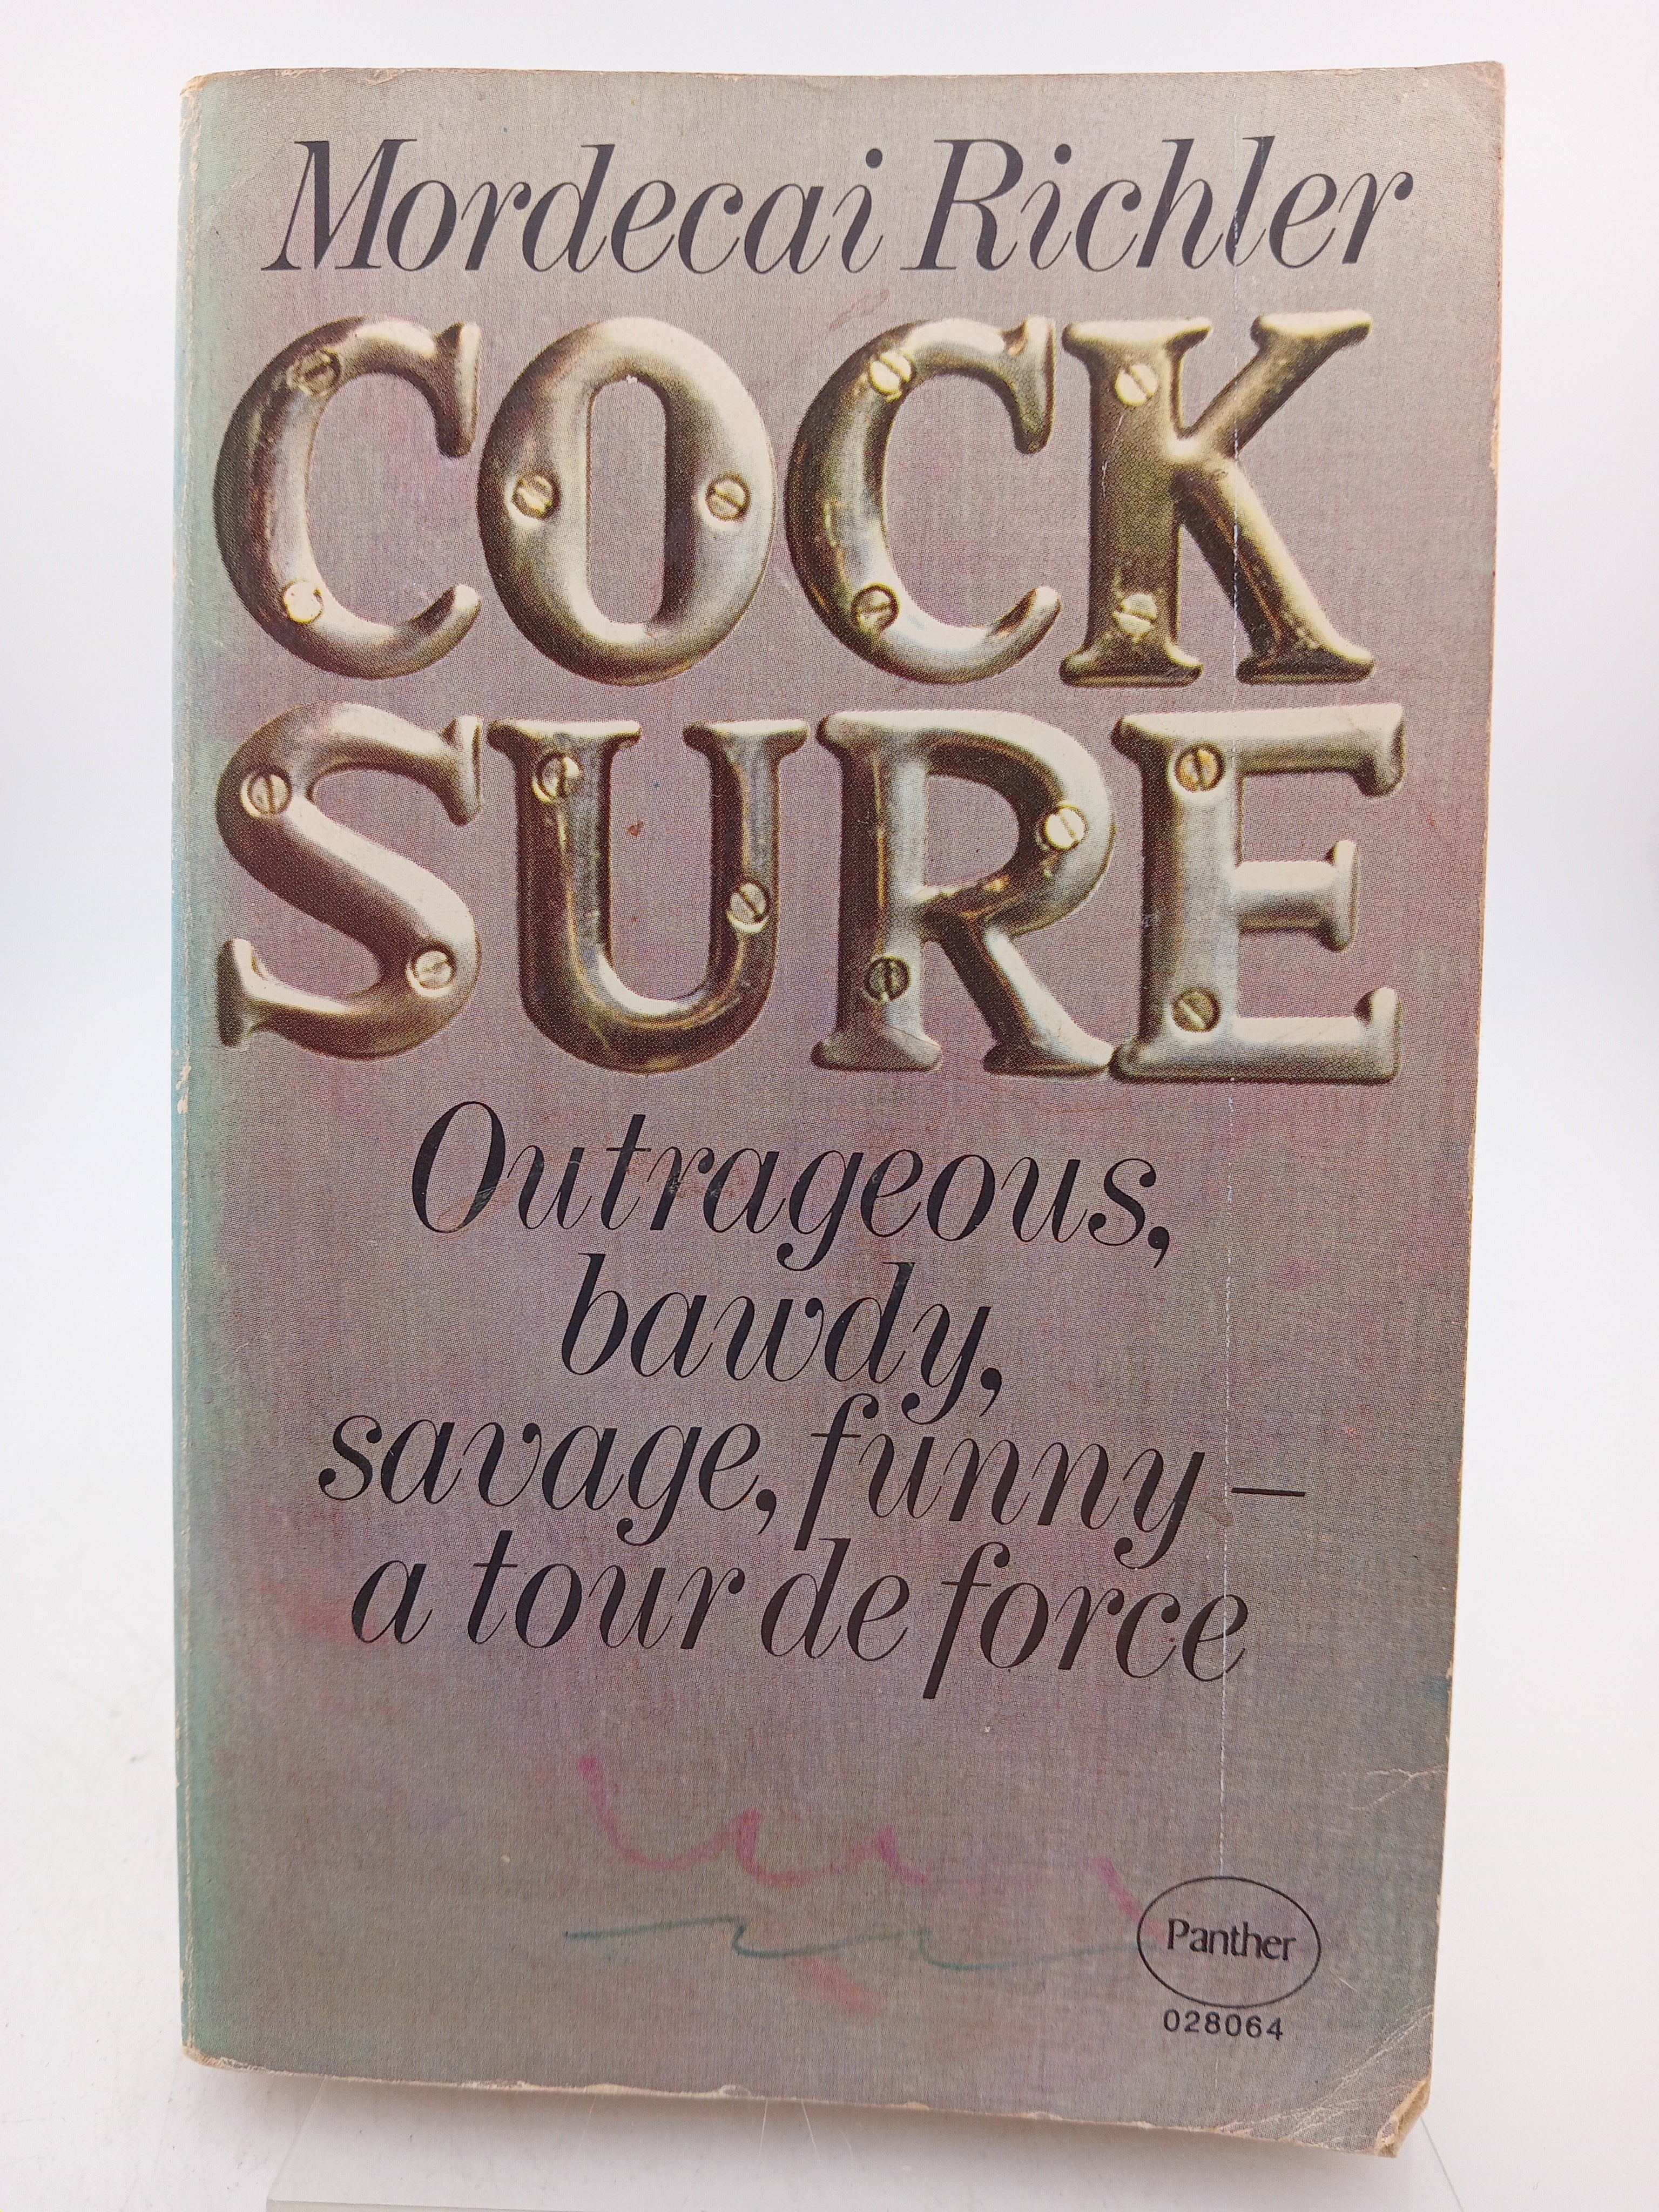 Mordecai Richler
COCK
SURE
Outrageous,
bawdy,
savage, funny –
a tour de force
Panther
028064